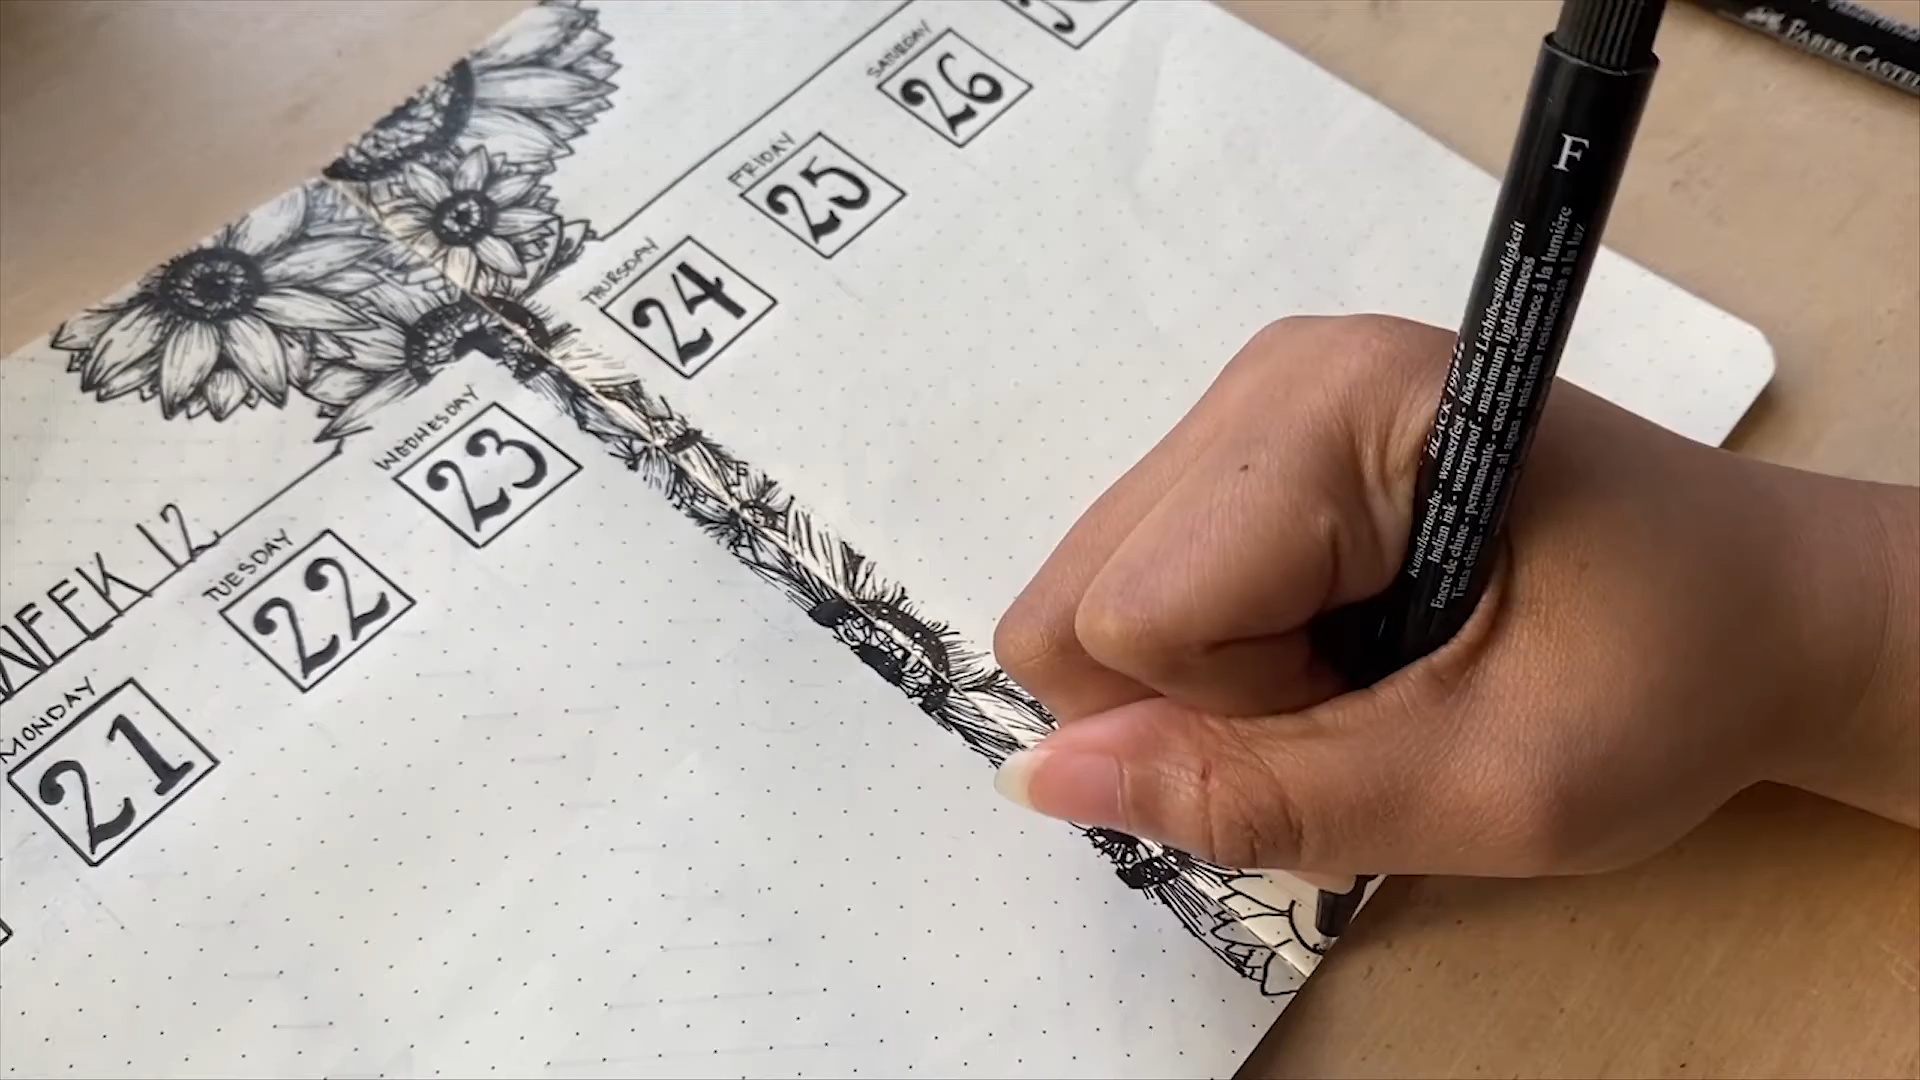 WEEK 12
MONDAY
21
TUESDAY
22
WEDNESDAY
23
THURSDAY
24
FRIDAY
25
SATURDAY
26
F
BLACK 199
Künstlertusche - wasserfest - höchste Lichtbeständigkeit
Indian ink - waterproof - maximum lightfastness
Encre de chine - permanente - excellente résistance à la lumière
Tinta china - resistente al agua - máxima resistencia a la luz
FABER-CASTEL